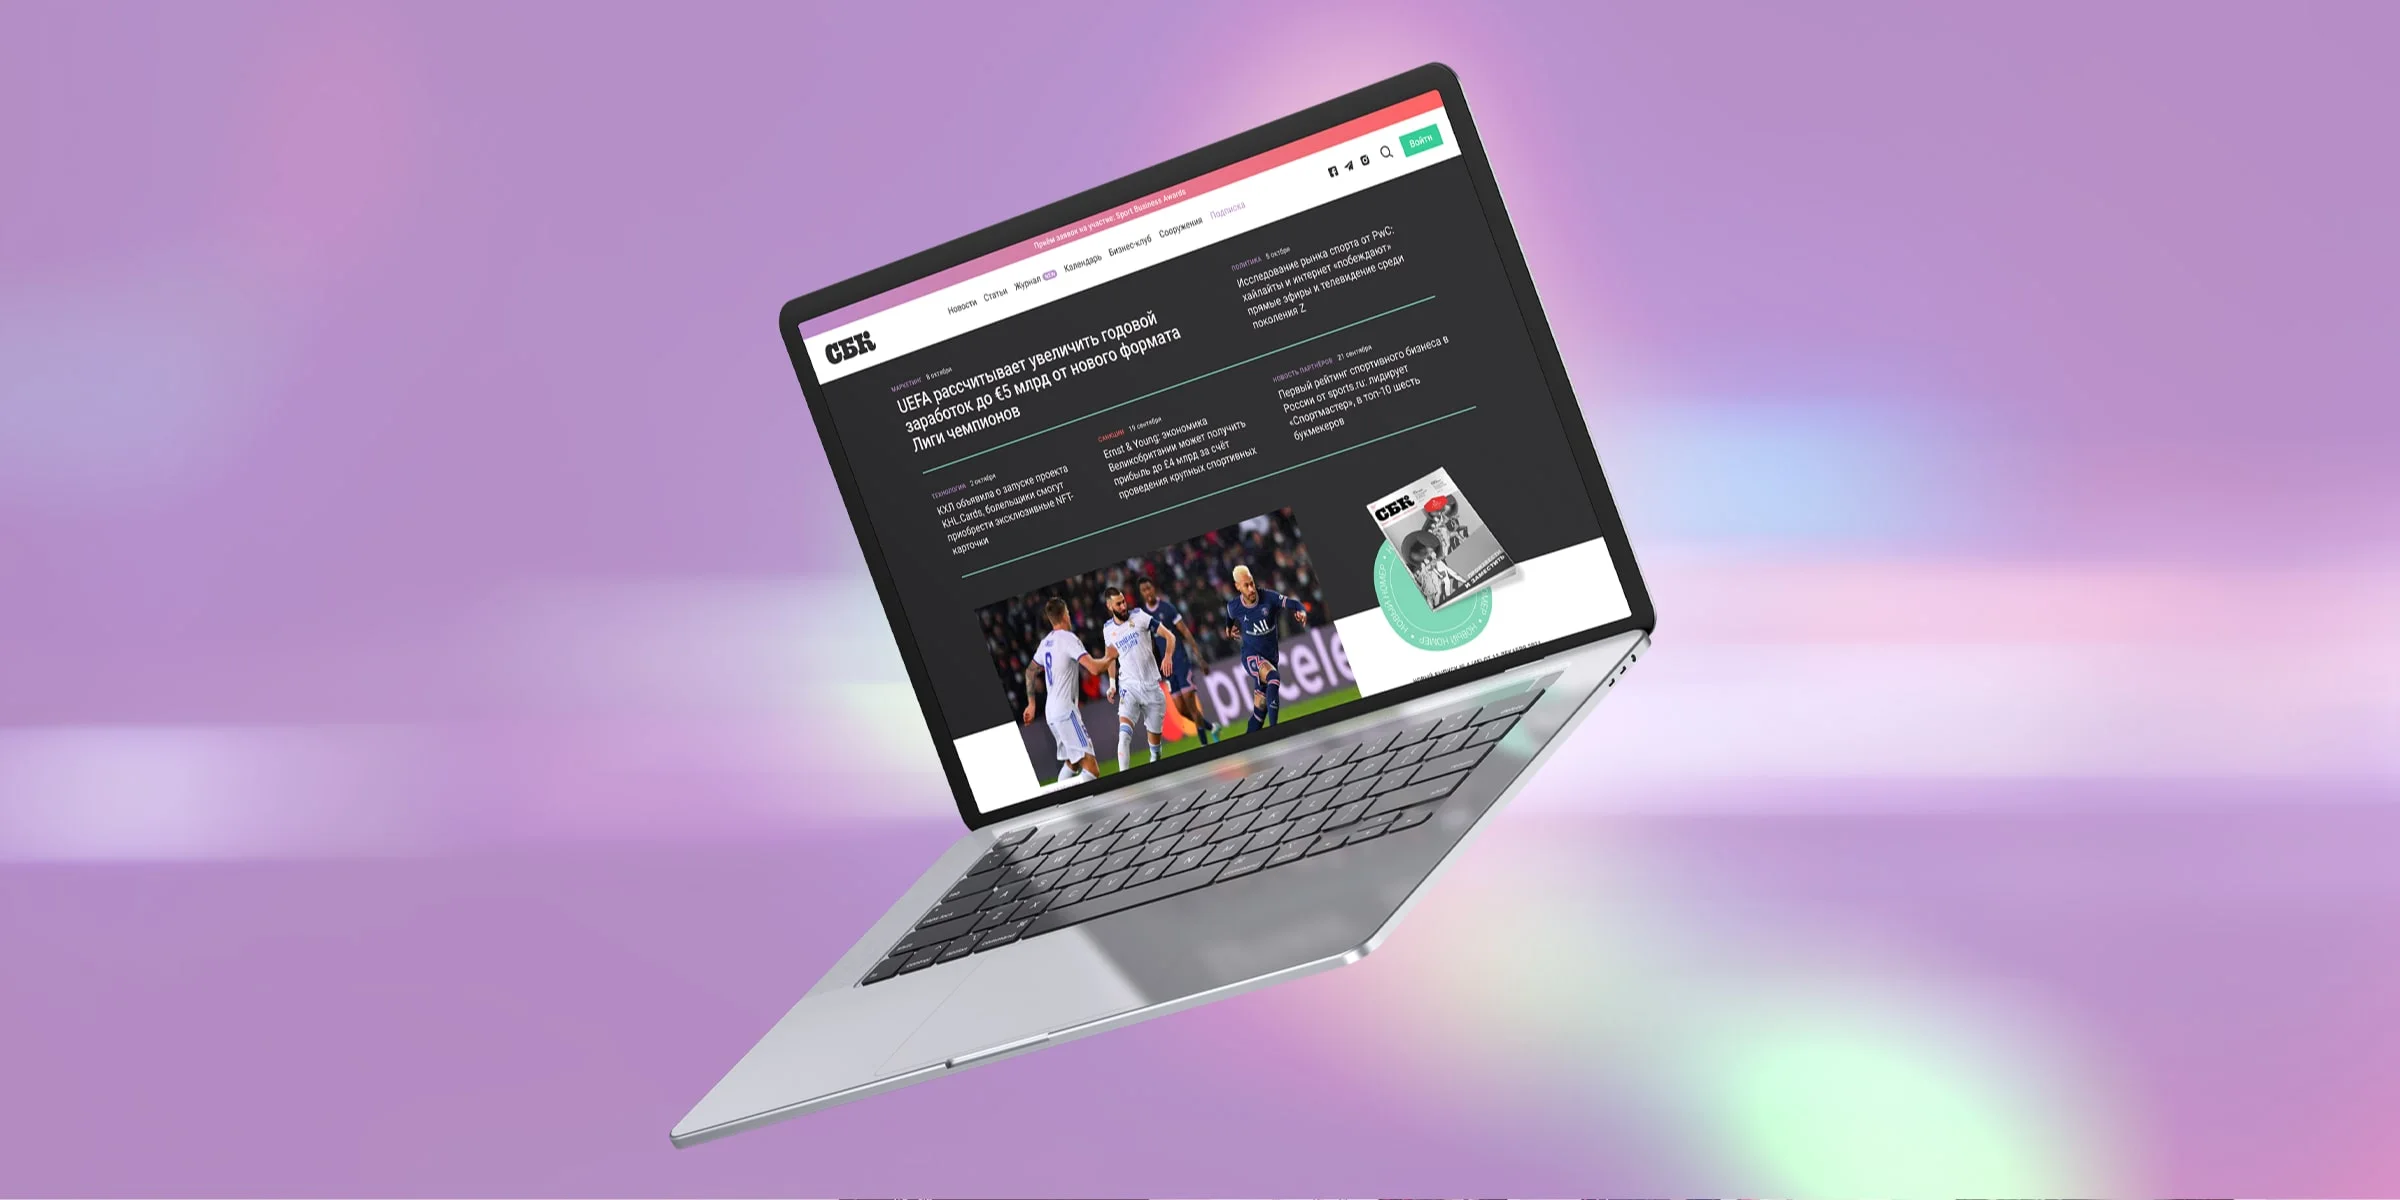 Приём заявок на участие: Sport Business Awards
СБК
Новости Статьи Журнал NEW Календарь Бизнес-клуб Сооружения Подписка
Войти
МАРКЕТИНГ 8 октября
UEFA рассчитывает увеличить годовой
заработок до €5 млрд от нового формата
Лиги чемпионов
ПОЛИТИКА 5 октября
Исследование рынка спорта от PwC:
хайлайты и интернет «побеждают»
прямые эфиры и телевидение среди
поколения Z
ТЕХНОЛОГИИ 2 октября
КХЛ объявила о запуске проекта
KHL.Cards, болельщики смогут
приобрести эксклюзивные NFT-
карточки
САНКЦИИ 19 сентября
Ernst & Young: экономика
Великобритании может получить
прибыль до £4 млрд за счёт
проведения крупных спортивных
НОВОСТЬ ПАРТНЁРОВ 21 сентября
Первый рейтинг спортивного бизнеса в
России от sports.ru: лидирует
«Спортмастер», в топ-10 шесть
букмекеров
СБК
И ЗАМЕСТИТЬ
НОВЫЙ НОМЕР • НОВЫЙ НОМЕР
8
Emirates
All
pricele